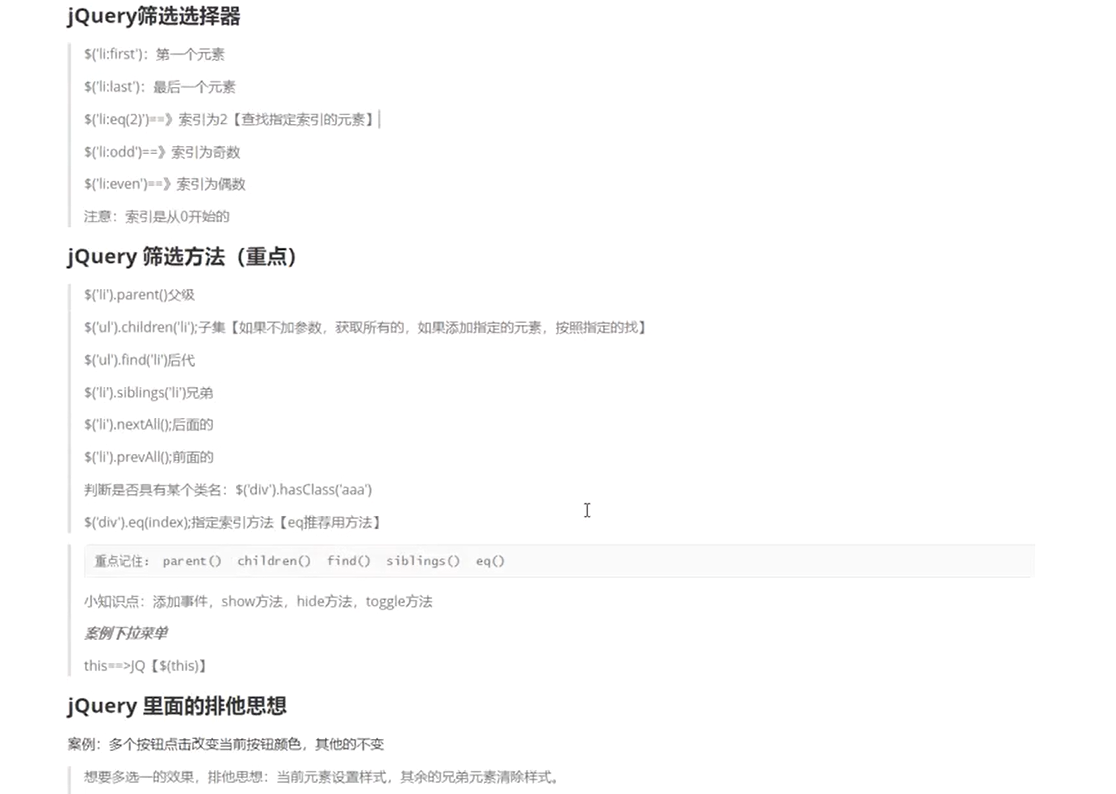 jQuery筛选选择器
$('li:first')：第一个元素
$('li:last')：最后一个元素
$('li:eq(2)')==》索引为2【查找指定索引的元素】
$('li:odd')==》索引为奇数
$('li:even')==》索引为偶数
注意：索引是从0开始的
jQuery 筛选方法（重点）
$('li').parent()父级
$('ul').children('li');子集【如果不加参数，获取所有的，如果添加指定的元素，按照指定的找】
$('ul').find('li')后代
$('li').siblings('li')兄弟
$('li').nextAll();后面的
$('li').prevAll();前面的
判断是否具有某个类名：$('div').hasClass('aaa')
$('div').eq(index);指定索引方法【eq推荐用方法】
重点记住： parent() children() find() siblings() eq()
小知识点：添加事件，show方法，hide方法，toggle方法
案例下拉菜单
this==>JQ【$(this)】
jQuery 里面的排他思想
案例：多个按钮点击改变当前按钮颜色，其他的不变
想要多选一的效果，排他思想：当前元素设置样式，其余的兄弟元素清除样式。